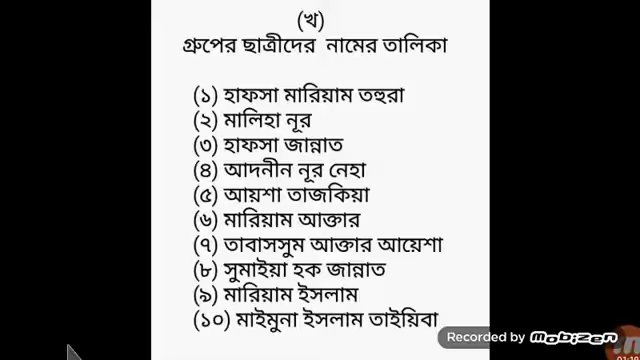 (খ)
গ্রুপের ছাত্রীদের নামের তালিকা
(১) হাফসা মারিয়াম তহুরা
(২) মালিহা নূর
(৩) হাফসা জান্নাত
(৪) আদনীন নূর নেহা
(৫) আয়শা তাজকিয়া
(৬) মারিয়াম আক্তার
(৭) তাবাসসুম আক্তার আয়েশা
(৮) সুমাইয়া হক জান্নাত
(৯) মারিয়াম ইসলাম
(১০) মাইমুনা ইসলাম তাইয়িবা
Recorded by Mobizen